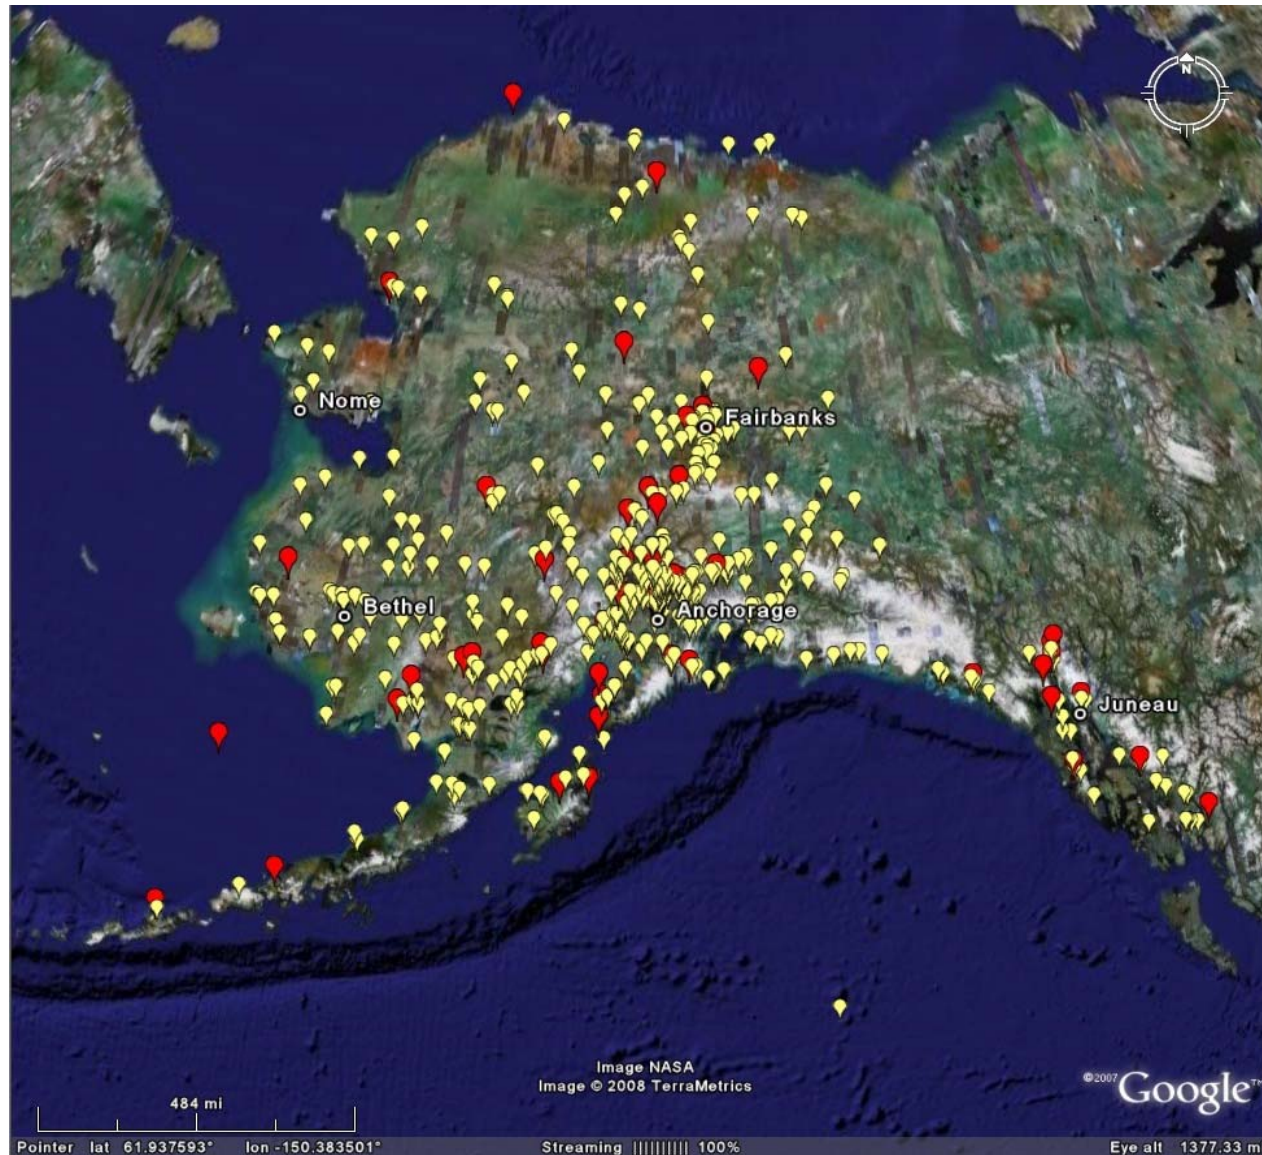 N
Nome
Fairbanks
Bethel
Anchorage
Juneau
Image NASA
Image © 2008 TerraMetrics
©2007 Google™
484 mi
Pointer lat 61.937593° lon -150.383501° Streaming |||||||||| 100% Eye alt 1377.33 m